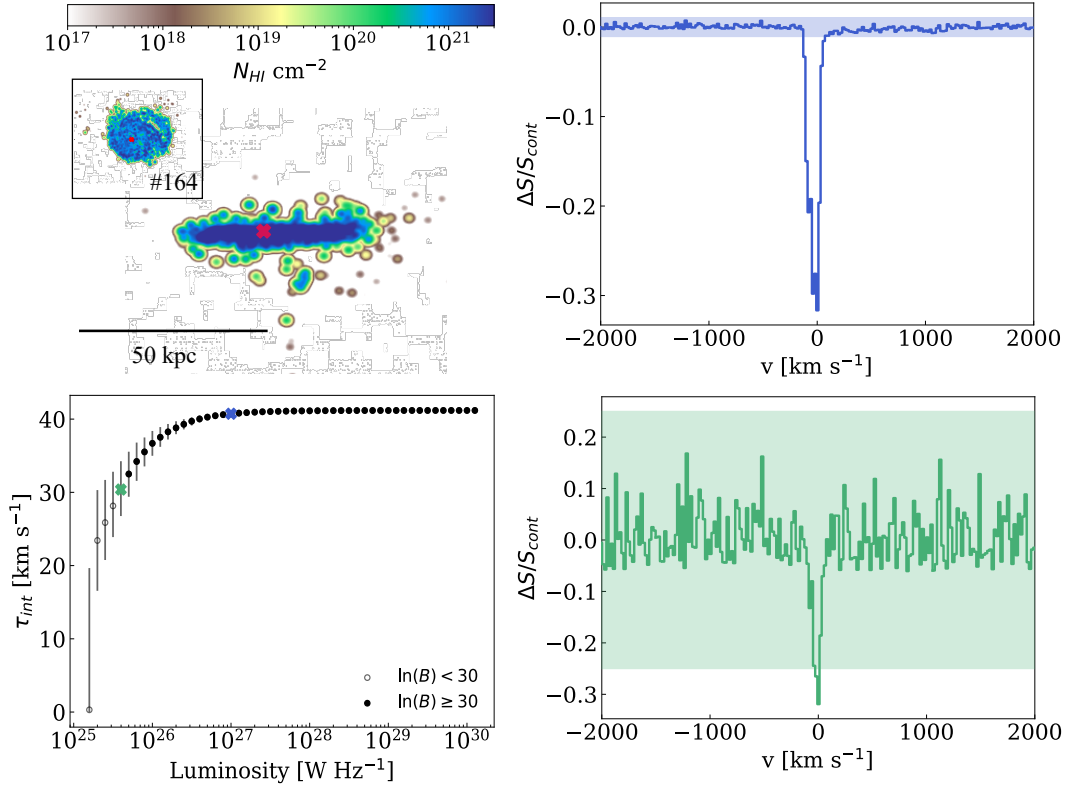 10^17 10^18 10^19 10^20 10^21
N_HI cm^−2
#164
50 kpc
0.0
−0.1
−0.2
−0.3
ΔS/S_cont
−2000 −1000 0 1000 2000
v [km s^−1]
40
30
20
10
0
τ_int [km s^−1]
ln(B) < 30
ln(B) ≥ 30
10^25 10^26 10^27 10^28 10^29 10^30
Luminosity [W Hz^−1]
0.2
0.1
0.0
−0.1
−0.2
−0.3
ΔS/S_cont
−2000 −1000 0 1000 2000
v [km s^−1]